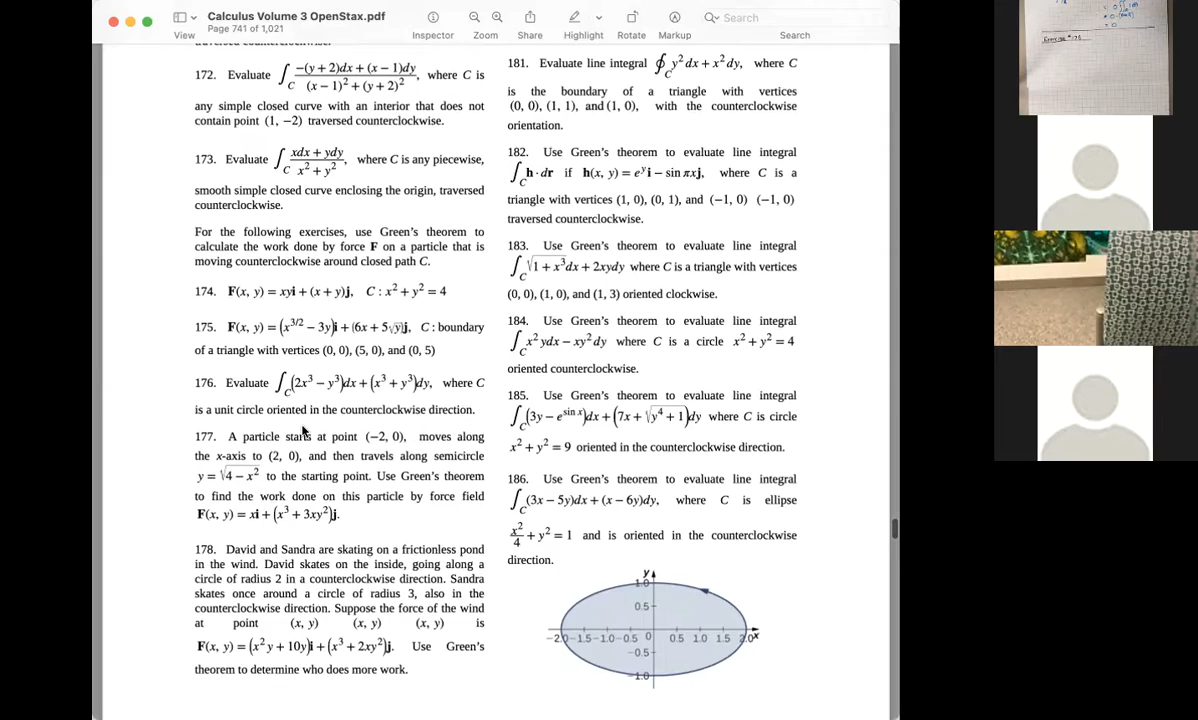 Calculus Volume 3 OpenStax.pdf
Page 741 of 1,021
View
Inspector
Zoom
Share
Highlight
Rotate
Markup
Search
Search
172. Evaluate ∫_C (−(y + 2)dx + (x − 1)dy)/((x − 1)² + (y + 2)²), where C is
any simple closed curve with an interior that does not
contain point (1, −2) traversed counterclockwise.
173. Evaluate ∫_C (xdx + ydy)/(x² + y²), where C is any piecewise,
smooth simple closed curve enclosing the origin, traversed
counterclockwise.
For the following exercises, use Green's theorem to
calculate the work done by force F on a particle that is
moving counterclockwise around closed path C.
174. F(x, y) = xyi + (x + y)j, C : x² + y² = 4
175. F(x, y) = (x^{3/2} − 3y)i + (6x + 5√y)j, C : boundary
of a triangle with vertices (0, 0), (5, 0), and (0, 5)
176. Evaluate ∫_C (2x³ − y³)dx + (x³ + y³)dy, where C
is a unit circle oriented in the counterclockwise direction.
177. A particle starts at point (−2, 0), moves along
the x-axis to (2, 0), and then travels along semicircle
y = √(4 − x²) to the starting point. Use Green's theorem
to find the work done on this particle by force field
F(x, y) = xi + (x³ + 3xy²)j.
178. David and Sandra are skating on a frictionless pond
in the wind. David skates on the inside, going along a
circle of radius 2 in a counterclockwise direction. Sandra
skates once around a circle of radius 3, also in the
counterclockwise direction. Suppose the force of the wind
at point (x, y) (x, y) (x, y) is
F(x, y) = (x²y + 10y)i + (x³ + 2xy²)j. Use Green's
theorem to determine who does more work.
181. Evaluate line integral ∮_C y² dx + x² dy, where C
is the boundary of a triangle with vertices
(0, 0), (1, 1), and (1, 0), with the counterclockwise
orientation.
182. Use Green's theorem to evaluate line integral
∫_C h · dr if h(x, y) = e^y i − sin πxj, where C is a
triangle with vertices (1, 0), (0, 1), and (−1, 0) (−1, 0)
traversed counterclockwise.
183. Use Green's theorem to evaluate line integral
∫_C √(1 + x³)dx + 2xydy where C is a triangle with vertices
(0, 0), (1, 0), and (1, 3) oriented clockwise.
184. Use Green's theorem to evaluate line integral
∫_C x² ydx − xy² dy where C is a circle x² + y² = 4
oriented counterclockwise.
185. Use Green's theorem to evaluate line integral
∫_C (3y − e^{sin x})dx + (7x + √(y⁴ + 1))dy where C is circle
x² + y² = 9 oriented in the counterclockwise direction.
186. Use Green's theorem to evaluate line integral
∫_C (3x − 5y)dx + (x − 6y)dy, where C is ellipse
x²/4 + y² = 1 and is oriented in the counterclockwise
direction.
y
1.0
0.5
−2.0 −1.5 −1.0 −0.5 0 0.5 1.0 1.5 2.0 x
−0.5
−1.0